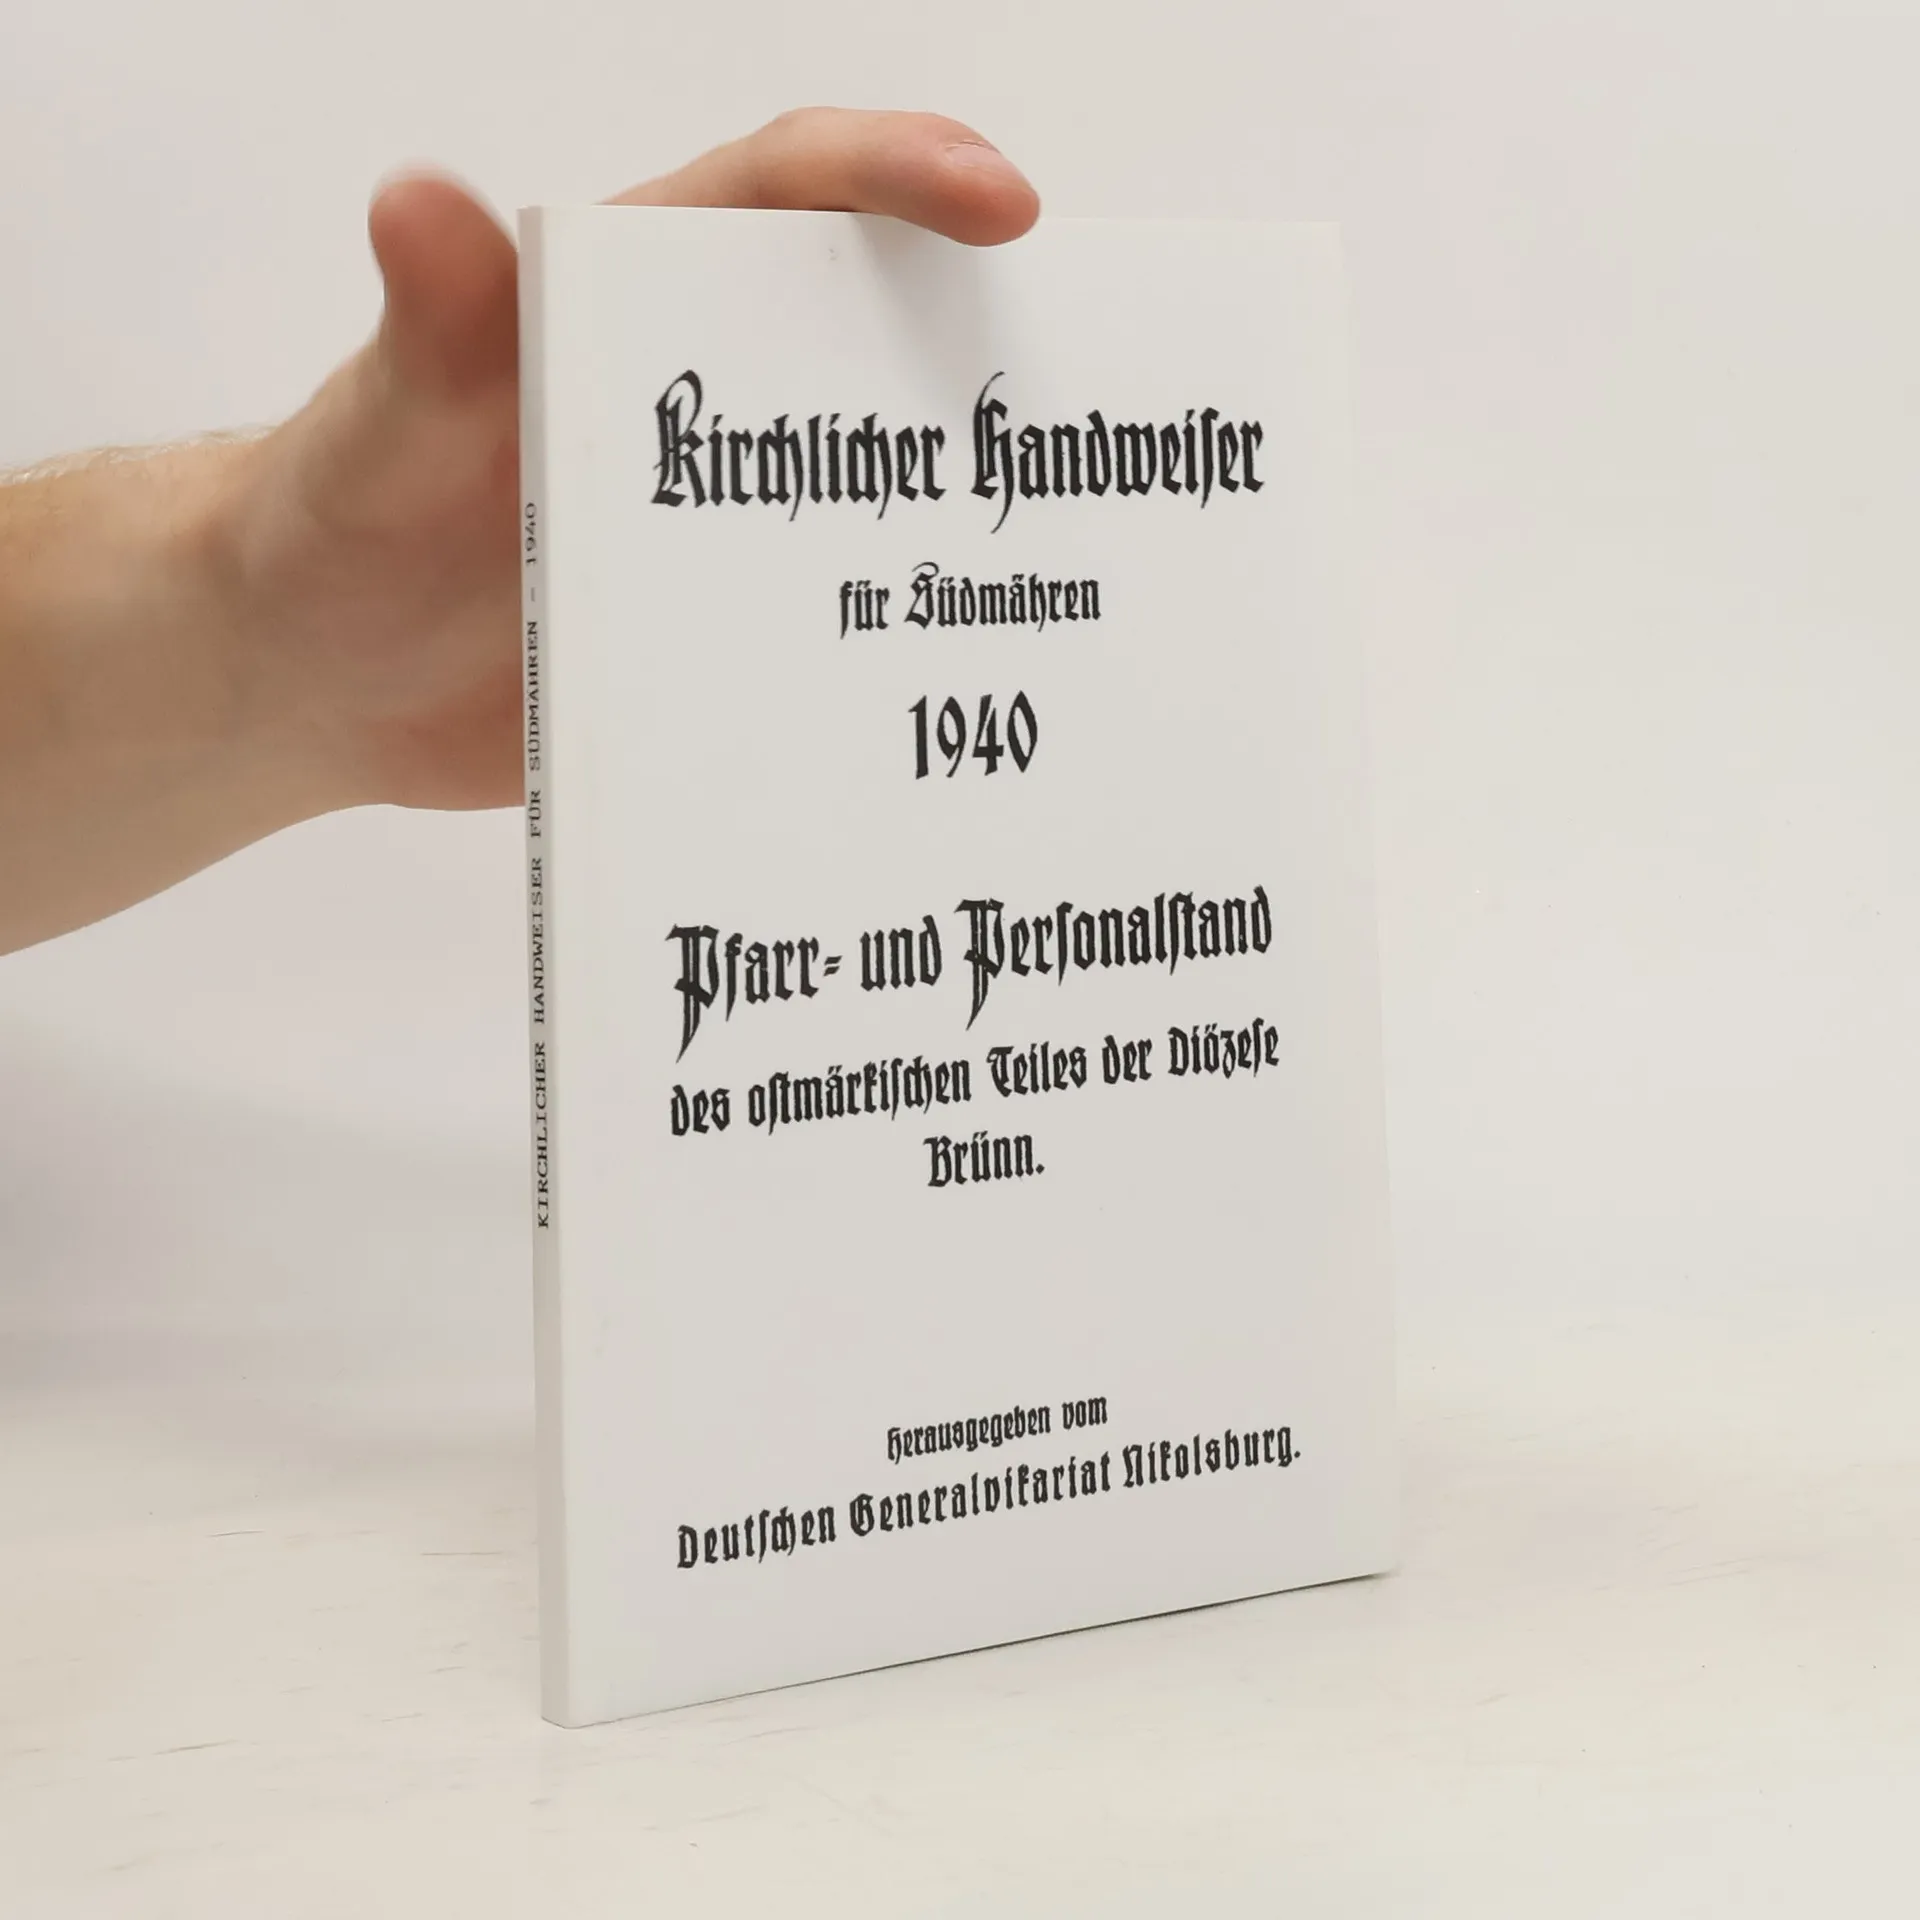 Kirchlicher Handweiſer
für Südmähren
1940
Pfarr- und Perſonalſtand
des oſtmärkiſchen Teiles der Diözeſe
Brünn.
Herausgegeben vom
Deutſchen Generalvikariat Nikolsburg.
KIRCHLICHER HANDWEISER FÜR SÜDMÄHREN - 1940